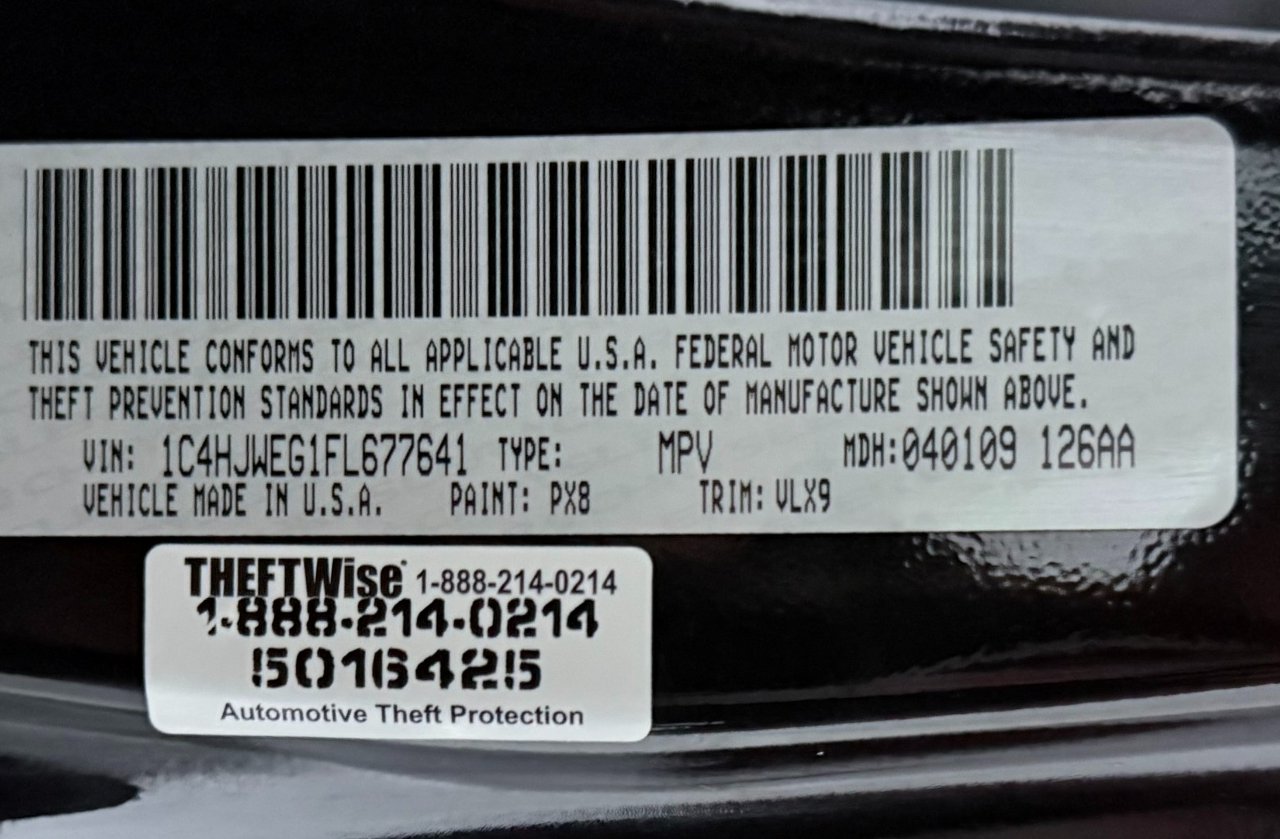 THIS VEHICLE CONFORMS TO ALL APPLICABLE U.S.A. FEDERAL MOTOR VEHICLE SAFETY AND
THEFT PREVENTION STANDARDS IN EFFECT ON THE DATE OF MANUFACTURE SHOWN ABOVE.
VIN: 1C4HJWEG1FL677641 TYPE: MPV MDH:040109 126AA
VEHICLE MADE IN U.S.A. PAINT: PX8 TRIM: VLX9
THEFTWise 1-888-214-0214
1-888-214-0214
5016425
Automotive Theft Protection